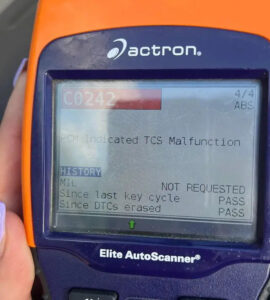 actron®
C0242
4/4
ABS
PCM Indicated TCS Malfunction
HISTORY
MIL NOT REQUESTED
Since last key cycle PASS
Since DTCs erased PASS
Elite AutoScanner®